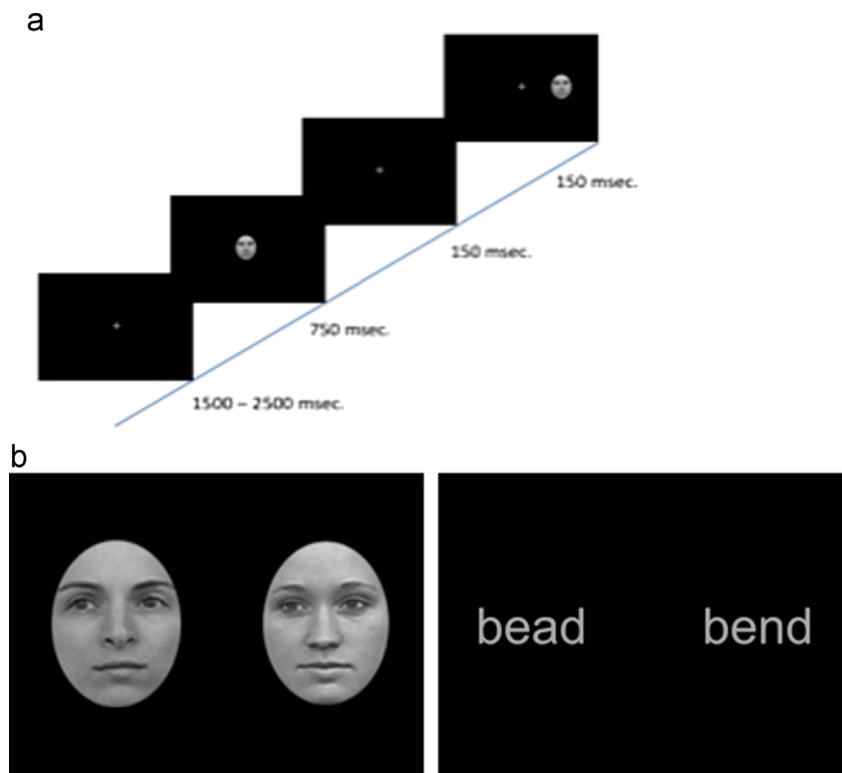 a
150 msec.
150 msec.
750 msec.
1500 – 2500 msec.
b
bead bend